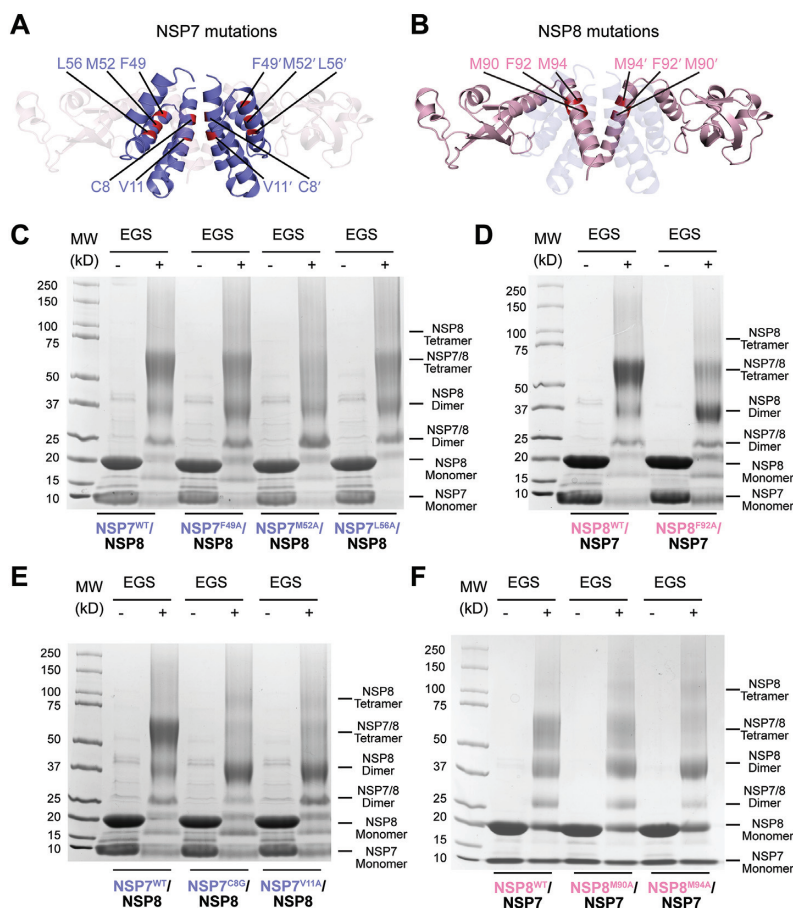 A
NSP7 mutations
L56 M52 F49
F49′ M52′ L56′
C8 V11
V11′ C8′
B
NSP8 mutations
M90 F92 M94
M94′ F92′ M90′
C
MW
(kD)
EGS EGS EGS EGS
- + - + - + - +
250
150
100
75
50
37
25
20
15
10
NSP8
Tetramer
NSP7/8
Tetramer
NSP8
Dimer
NSP7/8
Dimer
NSP8
Monomer
NSP7
Monomer
NSP7WT/ NSP7F49A/ NSP7M52A/ NSP7L56A/
NSP8 NSP8 NSP8 NSP8
D
MW
(kD)
EGS EGS
- + - +
250
150
100
75
50
37
25
20
15
10
NSP8
Tetramer
NSP7/8
Tetramer
NSP8
Dimer
NSP7/8
Dimer
NSP8
Monomer
NSP7
Monomer
NSP8WT/ NSP8F92A/
NSP7 NSP7
E
MW
(kD)
EGS EGS EGS
- + - + - +
250
150
100
75
50
37
25
20
15
10
NSP8
Tetramer
NSP7/8
Tetramer
NSP8
Dimer
NSP7/8
Dimer
NSP8
Monomer
NSP7
Monomer
NSP7WT/ NSP7C8G/ NSP7V11A/
NSP8 NSP8 NSP8
F
MW
(kD)
EGS EGS EGS
- + - + - +
250
150
100
75
50
37
25
20
15
10
NSP8
Tetramer
NSP7/8
Tetramer
NSP8
Dimer
NSP7/8
Dimer
NSP8
Monomer
NSP7
Monomer
NSP8WT/ NSP8M90A/ NSP8M94A/
NSP7 NSP7 NSP7